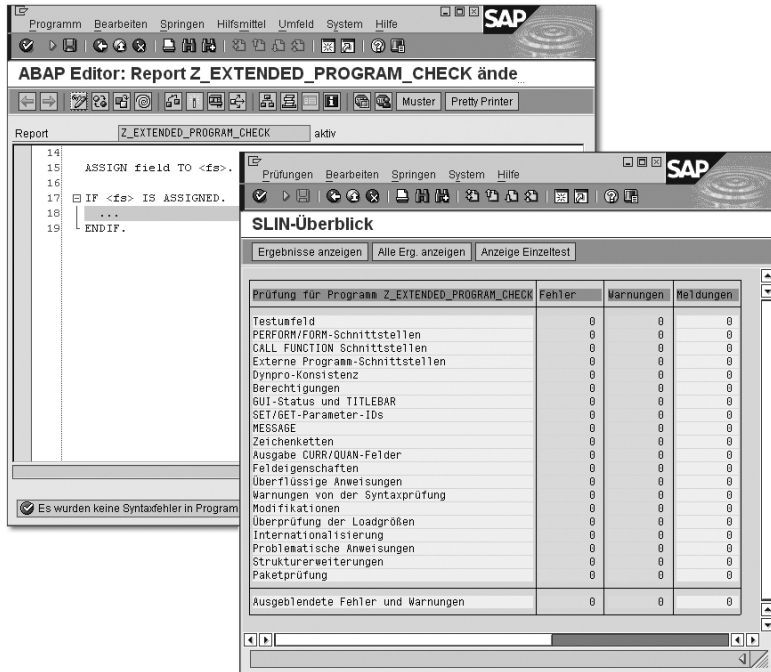 Programm Bearbeiten Springen Hilfsmittel Umfeld System Hilfe
SAP
ABAP Editor: Report Z_EXTENDED_PROGRAM_CHECK ände
Muster Pretty Printer
Report Z_EXTENDED_PROGRAM_CHECK aktiv
14
15 ASSIGN field TO <fs>.
16
17 IF <fs> IS ASSIGNED.
18 ...
19 ENDIF.
Es wurden keine Syntaxfehler in Program
Prüfungen Bearbeiten Springen System Hilfe
SAP
SLIN-Überblick
Ergebnisse anzeigen Alle Erg. anzeigen Anzeige Einzeltest
Prüfung für Programm Z_EXTENDED_PROGRAM_CHECK Fehler Warnungen Meldungen
Testumfeld 0 0 0
PERFORM/FORM-Schnittstellen 0 0 0
CALL FUNCTION Schnittstellen 0 0 0
Externe Programm-Schnittstellen 0 0 0
Dynpro-Konsistenz 0 0 0
Berechtigungen 0 0 0
GUI-Status und TITLEBAR 0 0 0
SET/GET-Parameter-IDs 0 0 0
MESSAGE 0 0 0
Zeichenketten 0 0 0
Ausgabe CURR/QUAN-Felder 0 0 0
Feldeigenschaften 0 0 0
Überflüssige Anweisungen 0 0 0
Warnungen von der Syntaxprüfung 0 0 0
Modifikationen 0 0 0
Überprüfung der Loadgrößen 0 0 0
Internationalisierung 0 0 0
Problematische Anweisungen 0 0 0
Strukturerweiterungen 0 0 0
Paketprüfung 0 0 0
Ausgeblendete Fehler und Warnungen 0 0 0